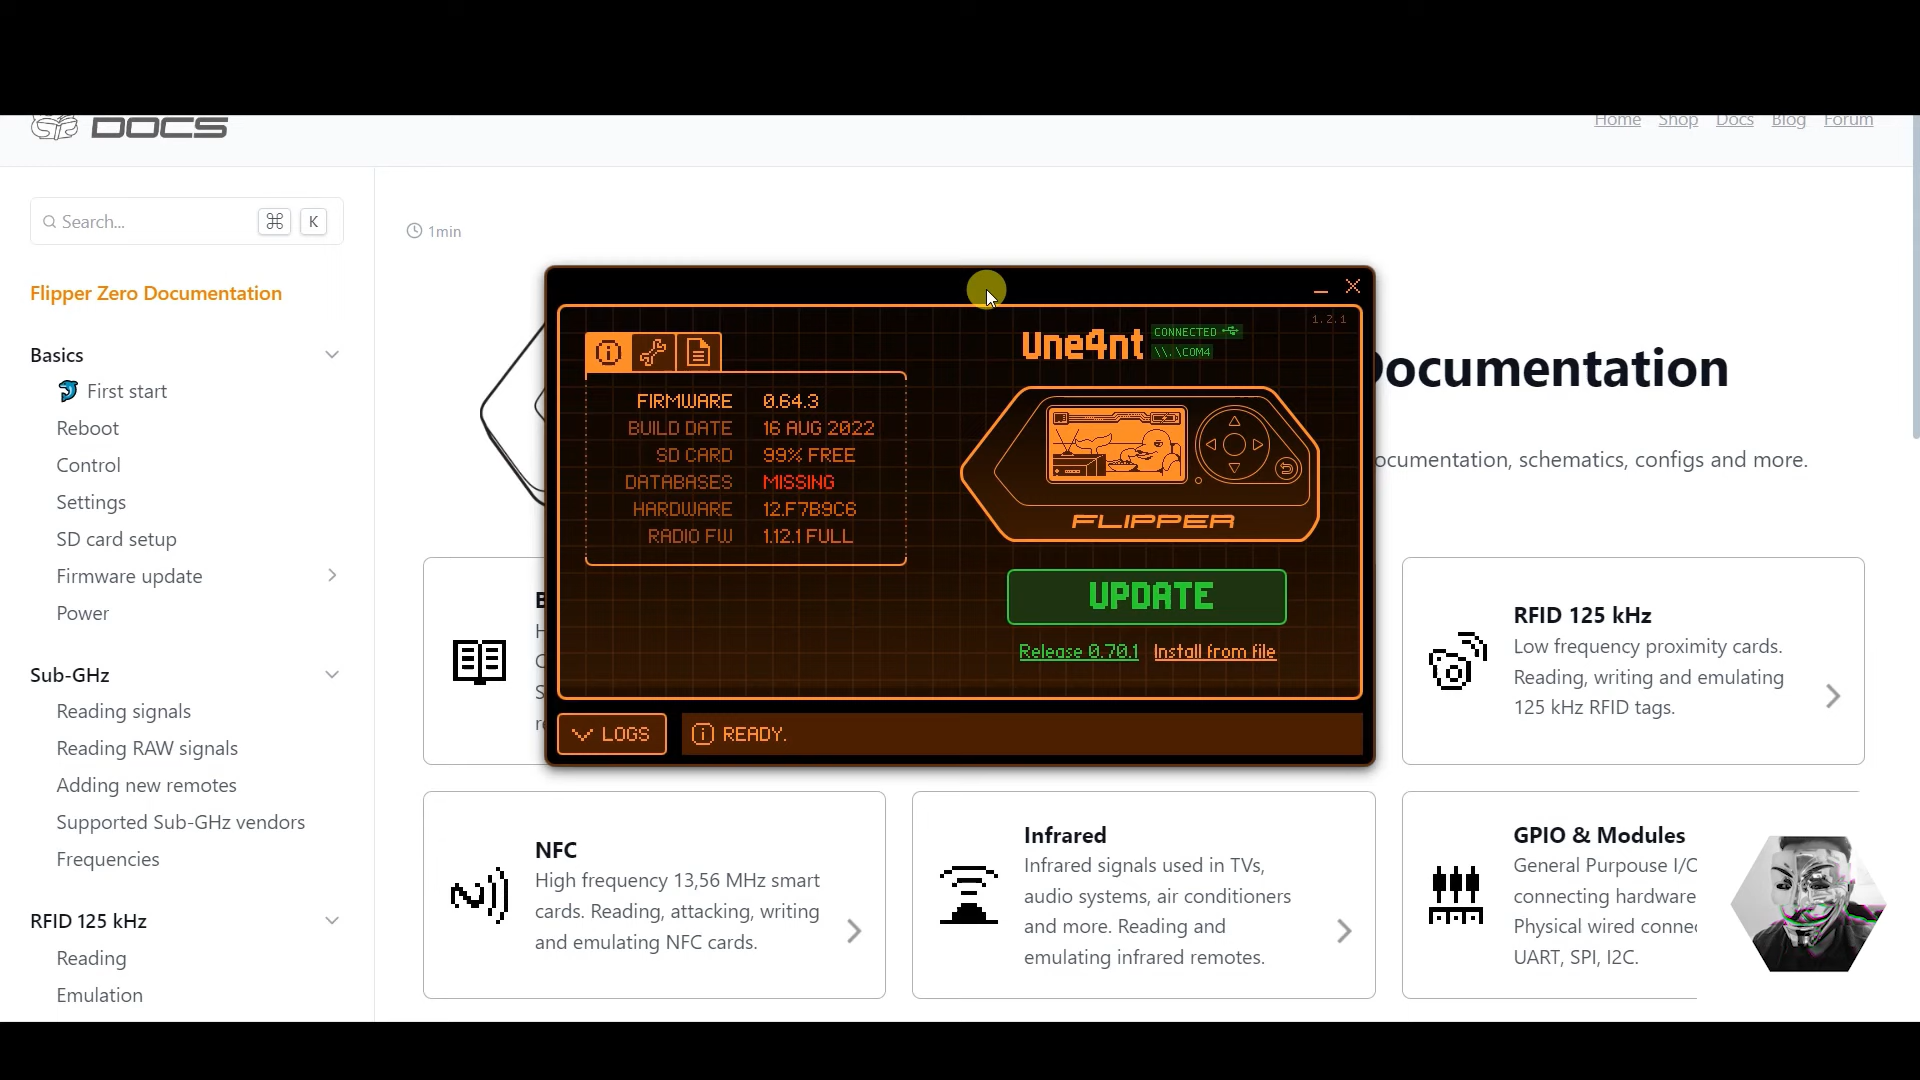 DOCS
Home Shop Docs Blog Forum
Search... ⌘ K
1min
Flipper Zero Documentation
Basics
First start
Reboot
Control
Settings
SD card setup
Firmware update
Power
Sub-GHz
Reading signals
Reading RAW signals
Adding new remotes
Supported Sub-GHz vendors
Frequencies
RFID 125 kHz
Reading
Emulation
Documentation
ocumentation, schematics, configs and more.
1.2.1
Une4nt
CONNECTED
\\.\COM4
FIRMWARE 0.64.3
BUILD DATE 16 AUG 2022
SD CARD 99% FREE
DATABASES MISSING
HARDWARE 12.F7B9C6
RADIO FW 1.12.1 FULL
FLIPPER
UPDATE
Release 0.70.1 Install from file
LOGS
READY.
RFID 125 kHz
Low frequency proximity cards.
Reading, writing and emulating
125 kHz RFID tags.
NFC
High frequency 13,56 MHz smart
cards. Reading, attacking, writing
and emulating NFC cards.
Infrared
Infrared signals used in TVs,
audio systems, air conditioners
and more. Reading and
emulating infrared remotes.
GPIO & Modules
General Purpouse I/O
connecting hardware
Physical wired connec
UART, SPI, I2C.